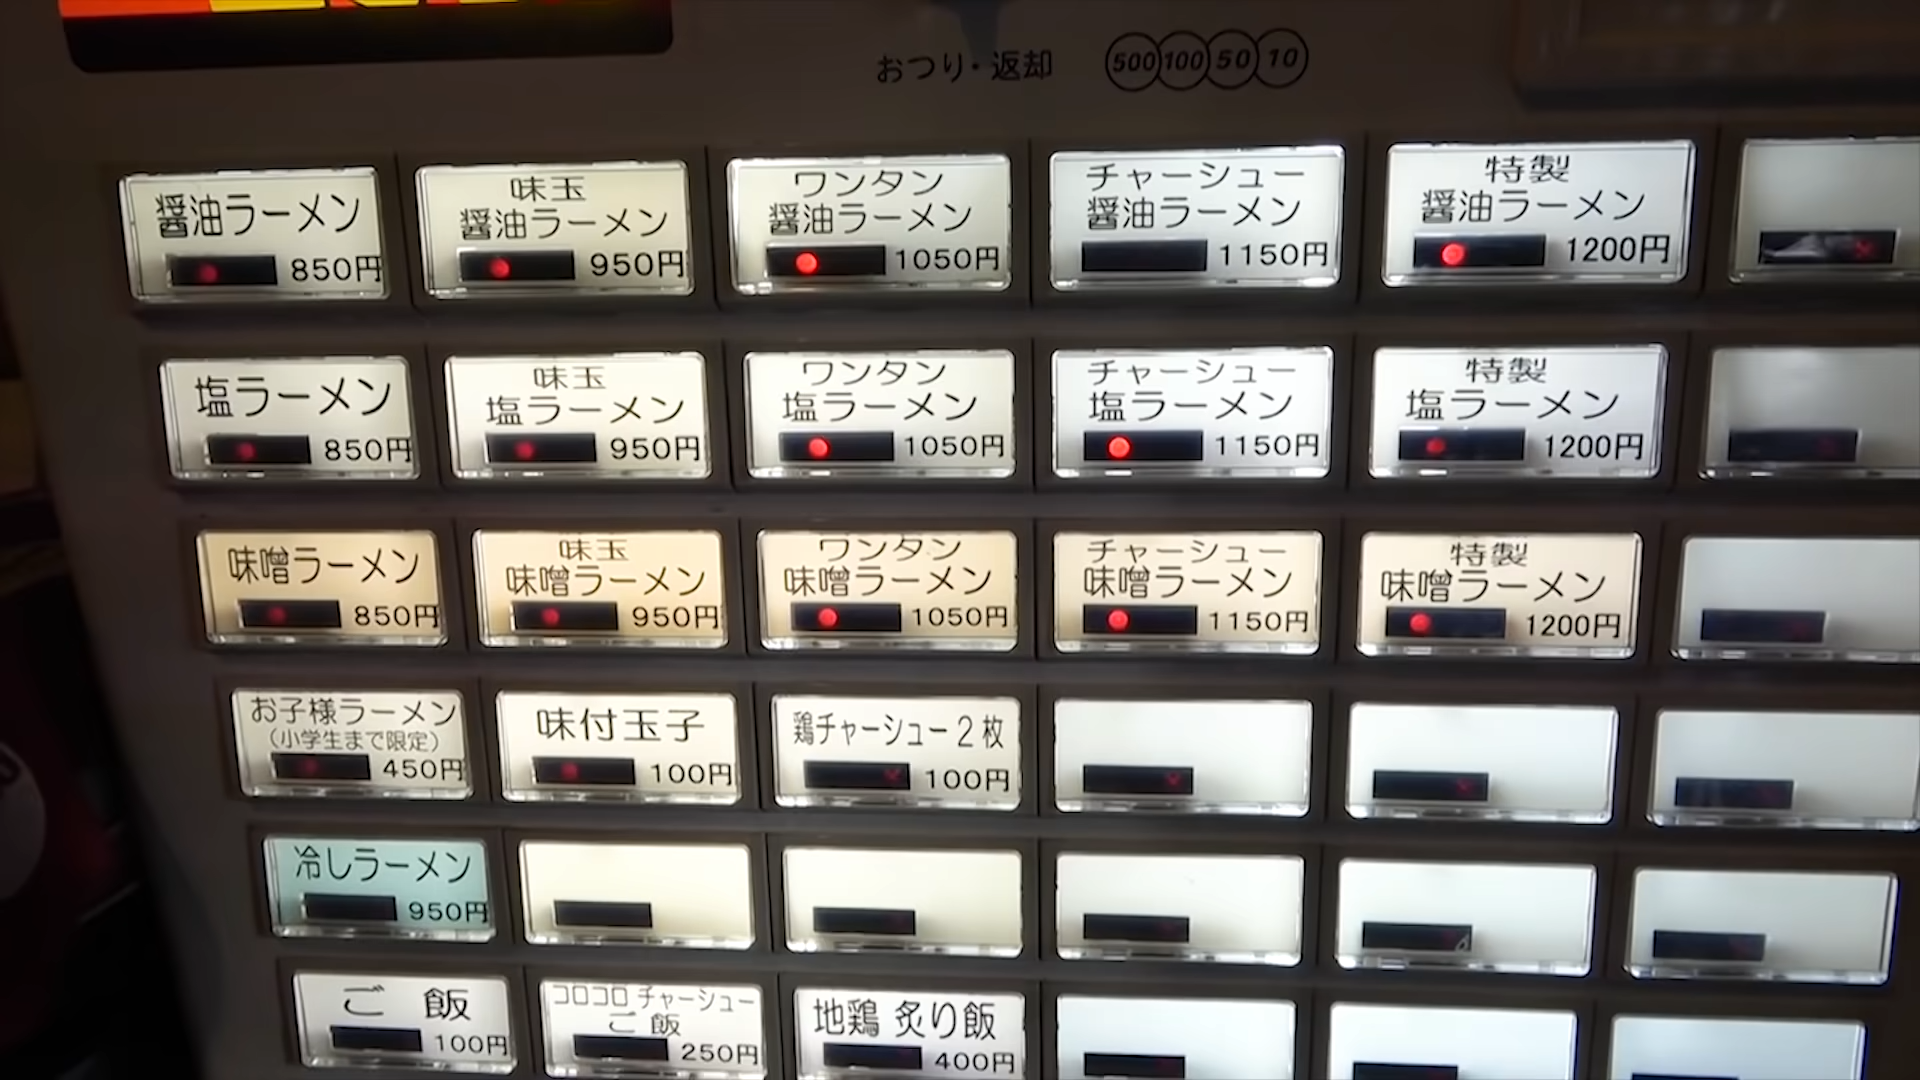 おつり・返却 500 100 50 10
醤油ラーメン
850円
味玉
醤油ラーメン
950円
ワンタン
醤油ラーメン
1050円
チャーシュー
醤油ラーメン
1150円
特製
醤油ラーメン
1200円
塩ラーメン
850円
味玉
塩ラーメン
950円
ワンタン
塩ラーメン
1050円
チャーシュー
塩ラーメン
1150円
特製
塩ラーメン
1200円
味噌ラーメン
850円
味玉
味噌ラーメン
950円
ワンタン
味噌ラーメン
1050円
チャーシュー
味噌ラーメン
1150円
特製
味噌ラーメン
1200円
お子様ラーメン
(小学生まで限定)
450円
味付玉子
100円
鶏チャーシュー2枚
100円
冷しラーメン
950円
ご飯
100円
コロコロチャーシュー
ご飯
250円
地鶏 炙り飯
400円